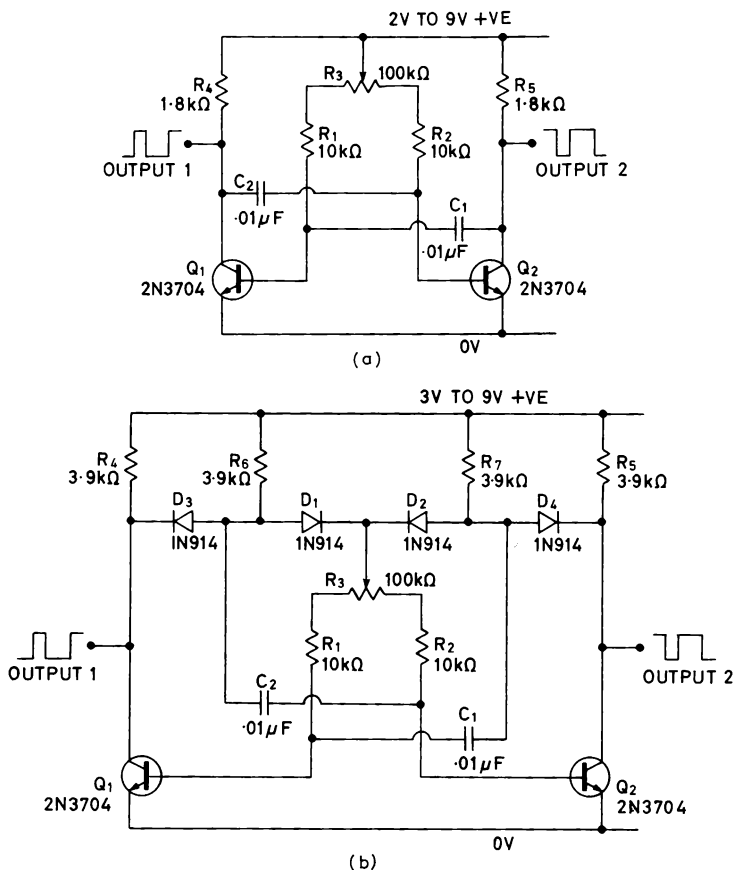 2V TO 9V +VE
R4
1·8kΩ
R3 100kΩ
R5
1·8kΩ
R1
10kΩ
R2
10kΩ
OUTPUT 1
OUTPUT 2
C2
·01µF
C1
·01µF
Q1
2N3704
Q2
2N3704
0V
(a)
3V TO 9V +VE
R4
3·9kΩ
R6
3·9kΩ
R7
3·9kΩ
R5
3·9kΩ
D3
1N914
D1
1N914
D2
1N914
D4
1N914
R3 100kΩ
R1
10kΩ
R2
10kΩ
OUTPUT 1
OUTPUT 2
C2
·01µF
C1
·01µF
Q1
2N3704
Q2
2N3704
0V
(b)